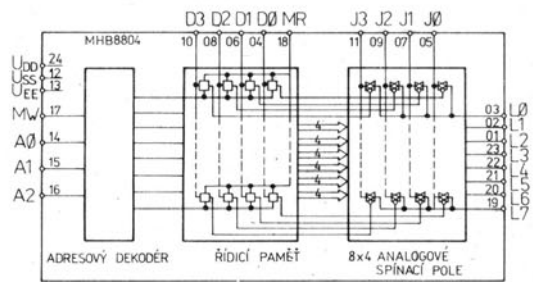 D3 D2 D1 DØ MR J3 J2 J1 JØ
MHB8804
10 08 06 04 18 11 09 07 05
UDD 24
USS 12
UEE 13
MW 17
AØ 14
A1 15
A2 16
03 LØ
02 L1
01 L2
23 L3
22 L4
21 L5
20 L6
19 L7
4
4
4
4
4
4
ADRESOVÝ DEKODÉR
ŘÍDICÍ PAMĚŤ
8x4 ANALOGOVÉ
SPÍNACÍ POLE